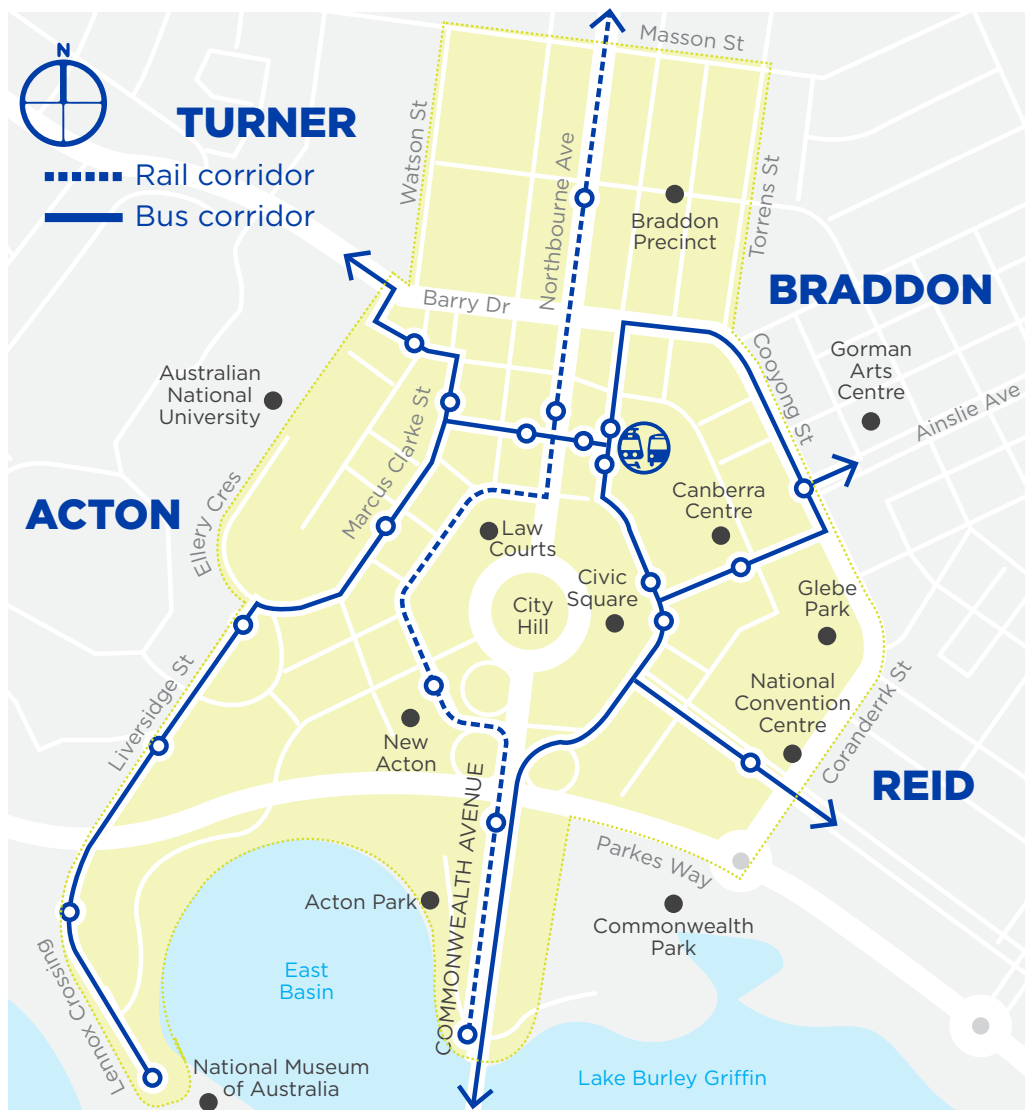 Masson St
N
TURNER
Rail corridor
Bus corridor
Watson St
Northbourne Ave
Torrens St
Braddon
Precinct
BRADDON
Barry Dr
Cooyong St
Gorman
Arts
Centre
Ainslie Ave
Australian
National
University
Marcus Clarke St
Ellery Cres
ACTON
Canberra
Centre
Law
Courts
Civic
Square
City
Hill
Glebe
Park
National
Convention
Centre
Coranderrk St
Liversidge St
New
Acton
REID
COMMONWEALTH AVENUE
Parkes Way
Acton Park
Commonwealth
Park
East
Basin
Lennox Crossing
National Museum
of Australia
Lake Burley Griffin